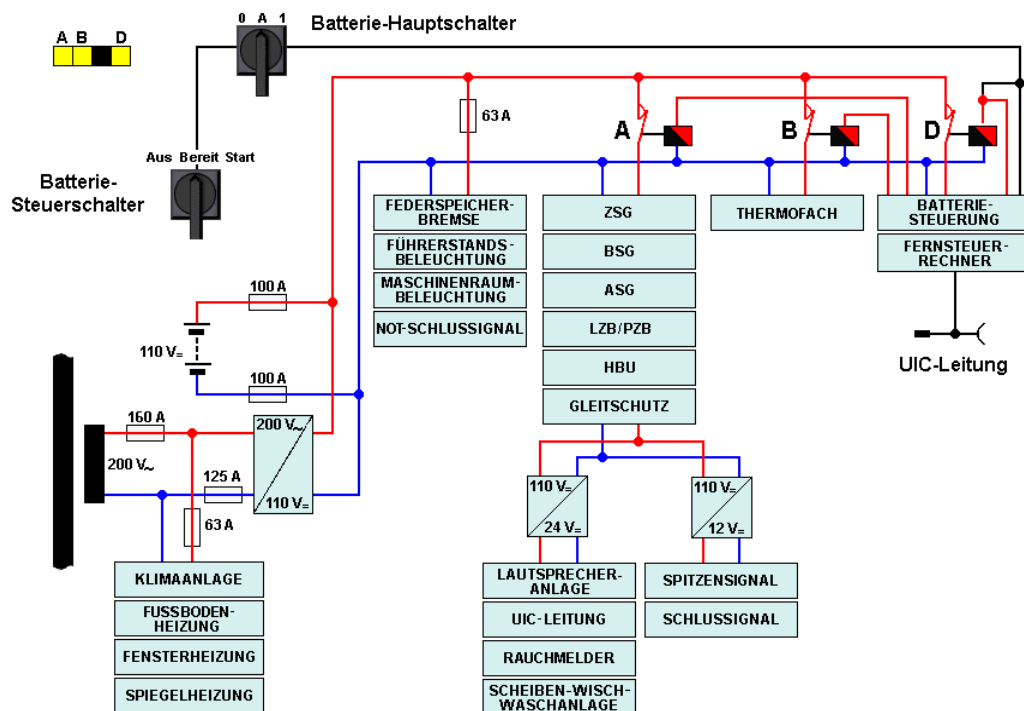 0 A 1
Batterie-Hauptschalter
A B D
63 A
A
B
D
Aus Bereit Start
Batterie-
Steuerschalter
FEDERSPEICHER-
BREMSE
ZSG
THERMOFACH
BATTERIE-
STEUERUNG
FÜHRERSTANDS-
BELEUCHTUNG
BSG
FERNSTEUER-
RECHNER
MASCHINENRAUM-
BELEUCHTUNG
ASG
NOT-SCHLUSSIGNAL
LZB/PZB
HBU
GLEITSCHUTZ
UIC-Leitung
100 A
110 V=
100 A
160 A
200 V~
200 V~
125 A
110 V=
63 A
110 V=
24 V=
110 V=
12 V=
KLIMAANLAGE
FUSSBODEN-
HEIZUNG
FENSTERHEIZUNG
SPIEGELHEIZUNG
LAUTSPRECHER-
ANLAGE
UIC-LEITUNG
RAUCHMELDER
SCHEIBEN-WISCH-
WASCHANLAGE
SPITZENSIGNAL
SCHLUSSIGNAL